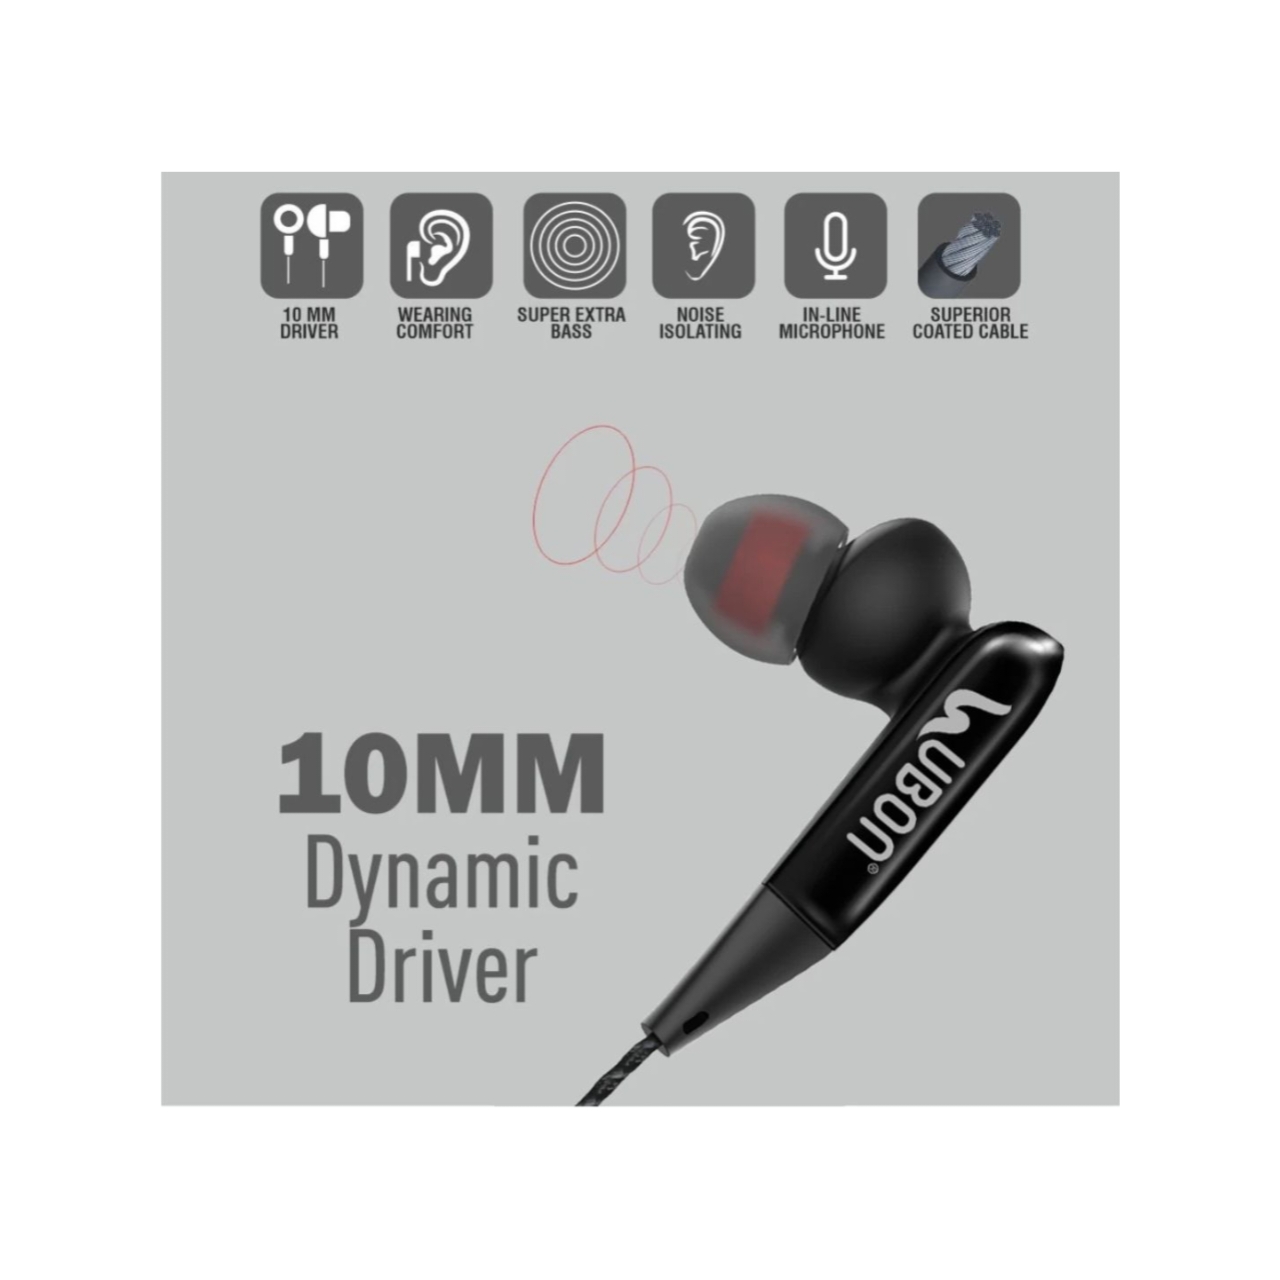 10 MM
DRIVER
WEARING
COMFORT
SUPER EXTRA
BASS
NOISE
ISOLATING
IN-LINE
MICROPHONE
SUPERIOR
COATED CABLE
UBON®
10MM
Dynamic
Driver